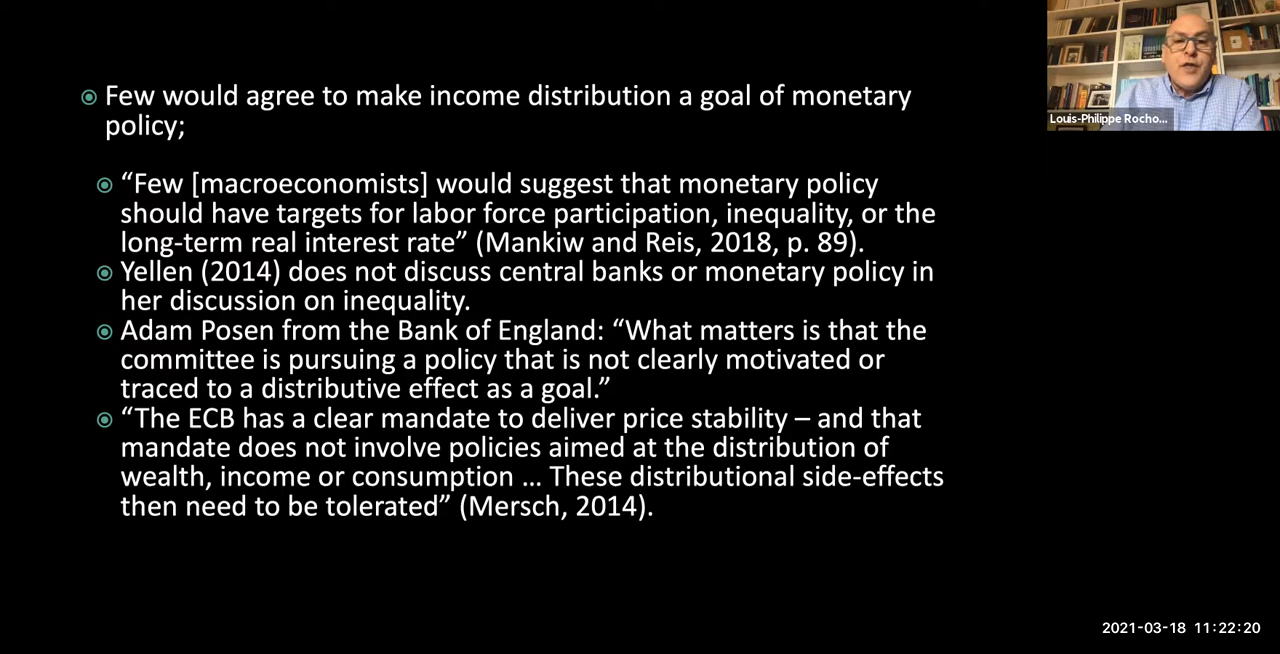 Few would agree to make income distribution a goal of monetary
policy;
“Few [macroeconomists] would suggest that monetary policy
should have targets for labor force participation, inequality, or the
long-term real interest rate” (Mankiw and Reis, 2018, p. 89).
Yellen (2014) does not discuss central banks or monetary policy in
her discussion on inequality.
Adam Posen from the Bank of England: “What matters is that the
committee is pursuing a policy that is not clearly motivated or
traced to a distributive effect as a goal.”
“The ECB has a clear mandate to deliver price stability – and that
mandate does not involve policies aimed at the distribution of
wealth, income or consumption … These distributional side-effects
then need to be tolerated” (Mersch, 2014).
Louis-Philippe Rocho...
2021-03-18 11:22:20